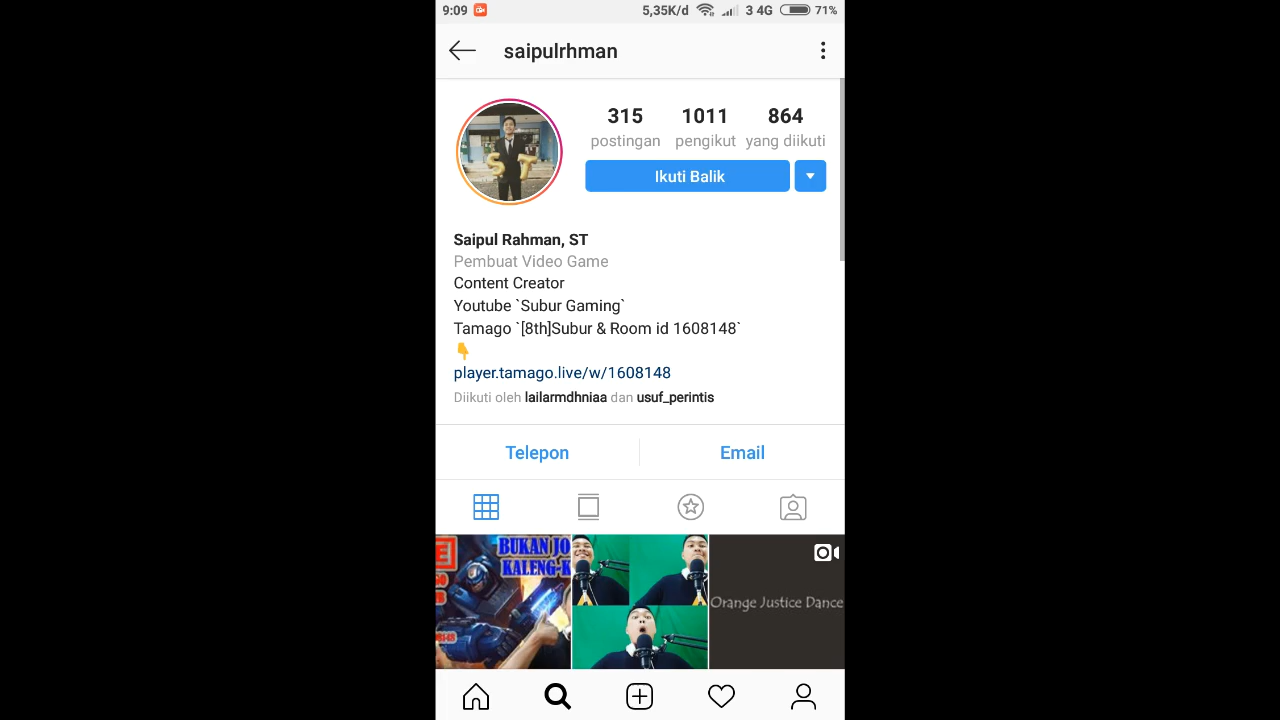 9:09 5,35K/d 3 4G 71%
saipulrhman
315 1011 864
postingan pengikut yang diikuti
Ikuti Balik
Saipul Rahman, ST
Pembuat Video Game
Content Creator
Youtube `Subur Gaming`
Tamago `[8th]Subur & Room id 1608148`
👇
player.tamago.live/w/1608148
Diikuti oleh lailarmdhniaa dan usuf_perintis
Telepon Email
BUKAN JO
KALENG-K
Orange Justice Dance